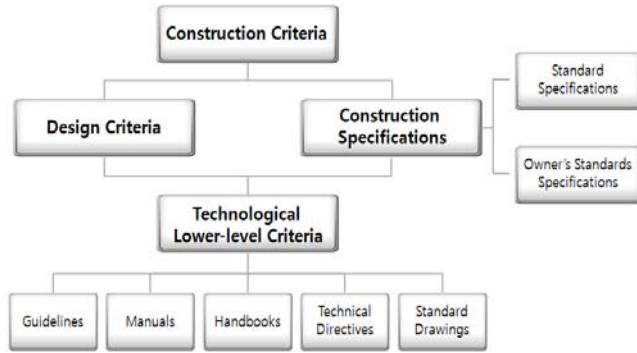 Construction Criteria
Design Criteria
Construction
Specifications
Standard
Specifications
Owner's Standards
Specifications
Technological
Lower-level Criteria
Guidelines
Manuals
Handbooks
Technical
Directives
Standard
Drawings